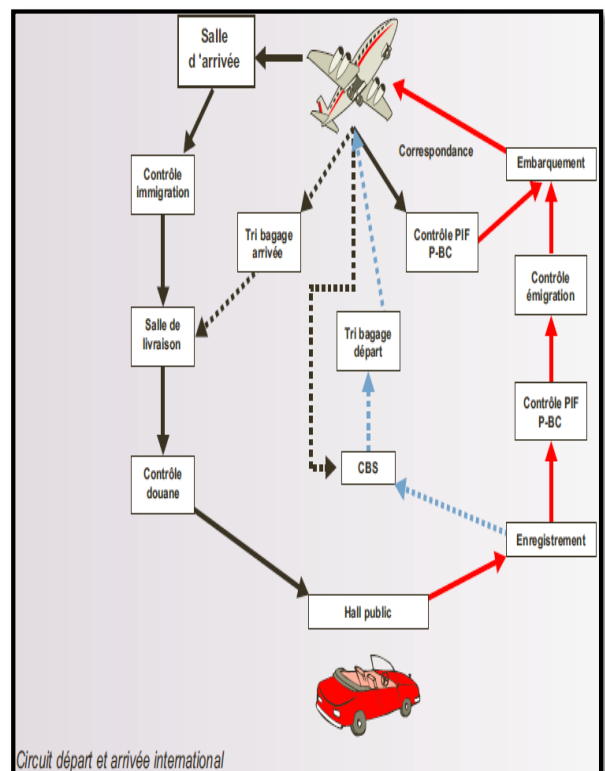 Salle
d 'arrivée
Correspondance
Embarquement
Contrôle
immigration
Tri bagage
arrivée
Contrôle PIF
P-BC
Contrôle
émigration
Salle de
livraison
Tri bagage
départ
Contrôle PIF
P-BC
Contrôle
douane
CBS
Enregistrement
Hall public
Circuit départ et arrivée international